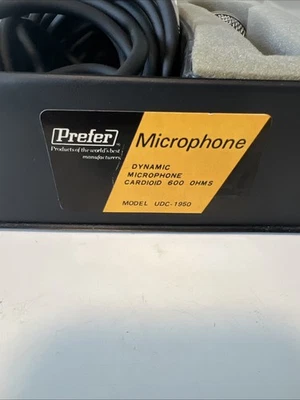 Prefer
Products of the world's best
manufacturers
Microphone
DYNAMIC
MICROPHONE
CARDIOID 600 OHMS
MODEL UDC-1950